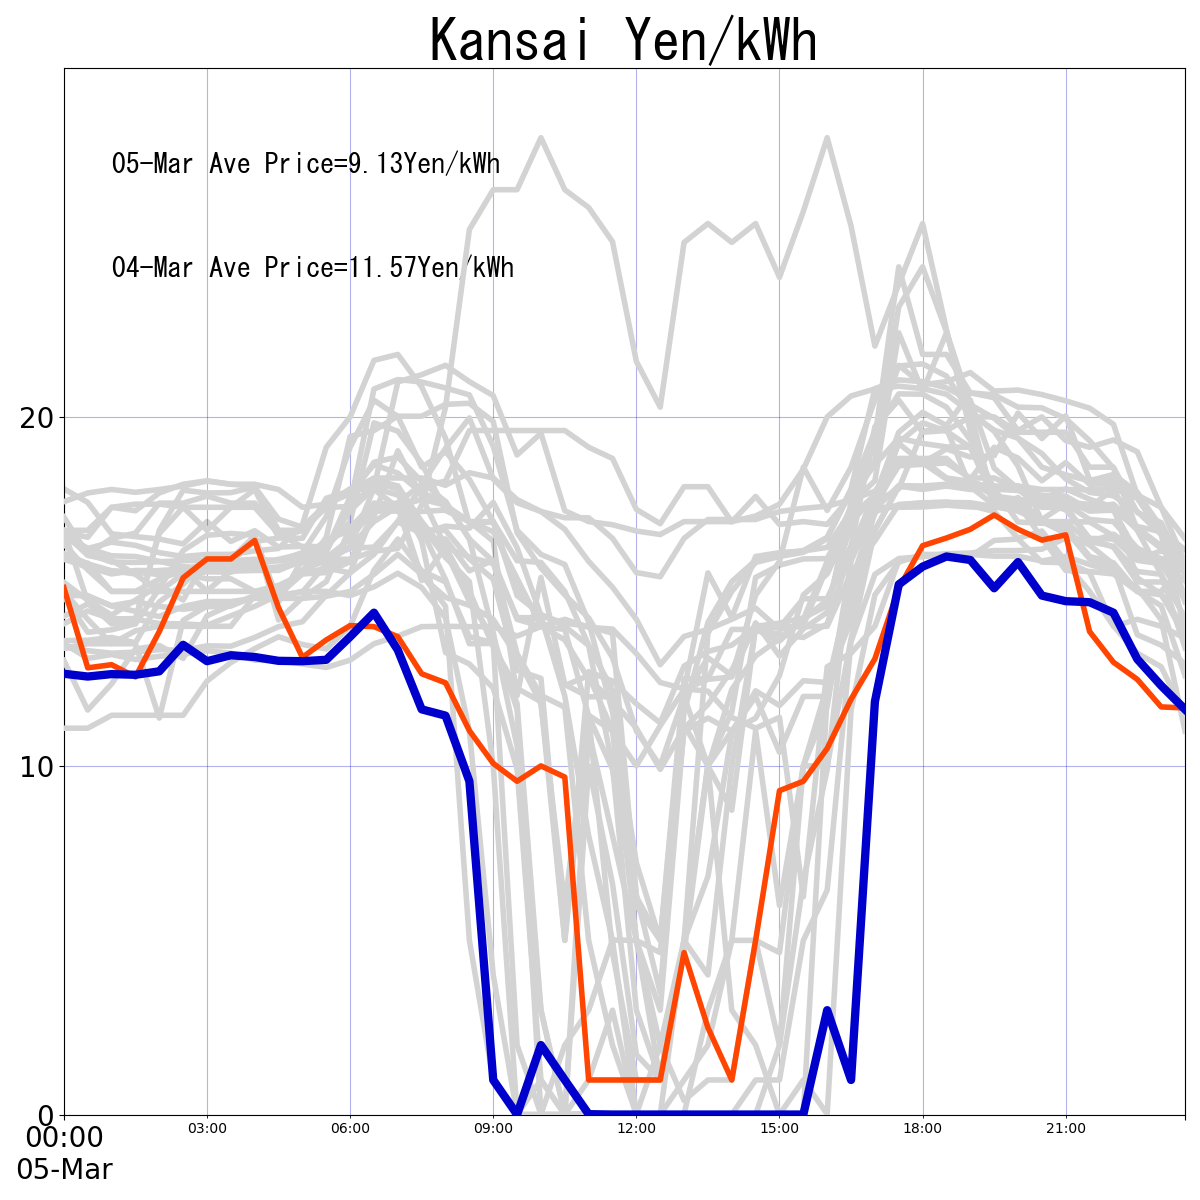 Kansai Yen/kWh
05-Mar Ave Price=9.13Yen/kWh
04-Mar Ave Price=11.57Yen/kWh
20
10
0
00:00 03:00 06:00 09:00 12:00 15:00 18:00 21:00
05-Mar